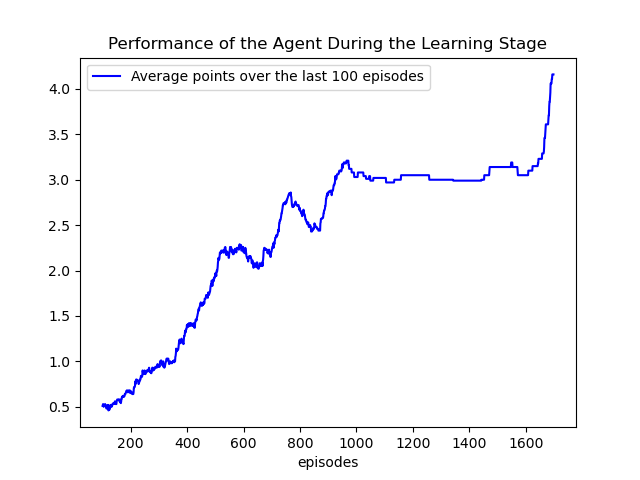 Performance of the Agent During the Learning Stage
Average points over the last 100 episodes
4.0
3.5
3.0
2.5
2.0
1.5
1.0
0.5
200 400 600 800 1000 1200 1400 1600
episodes